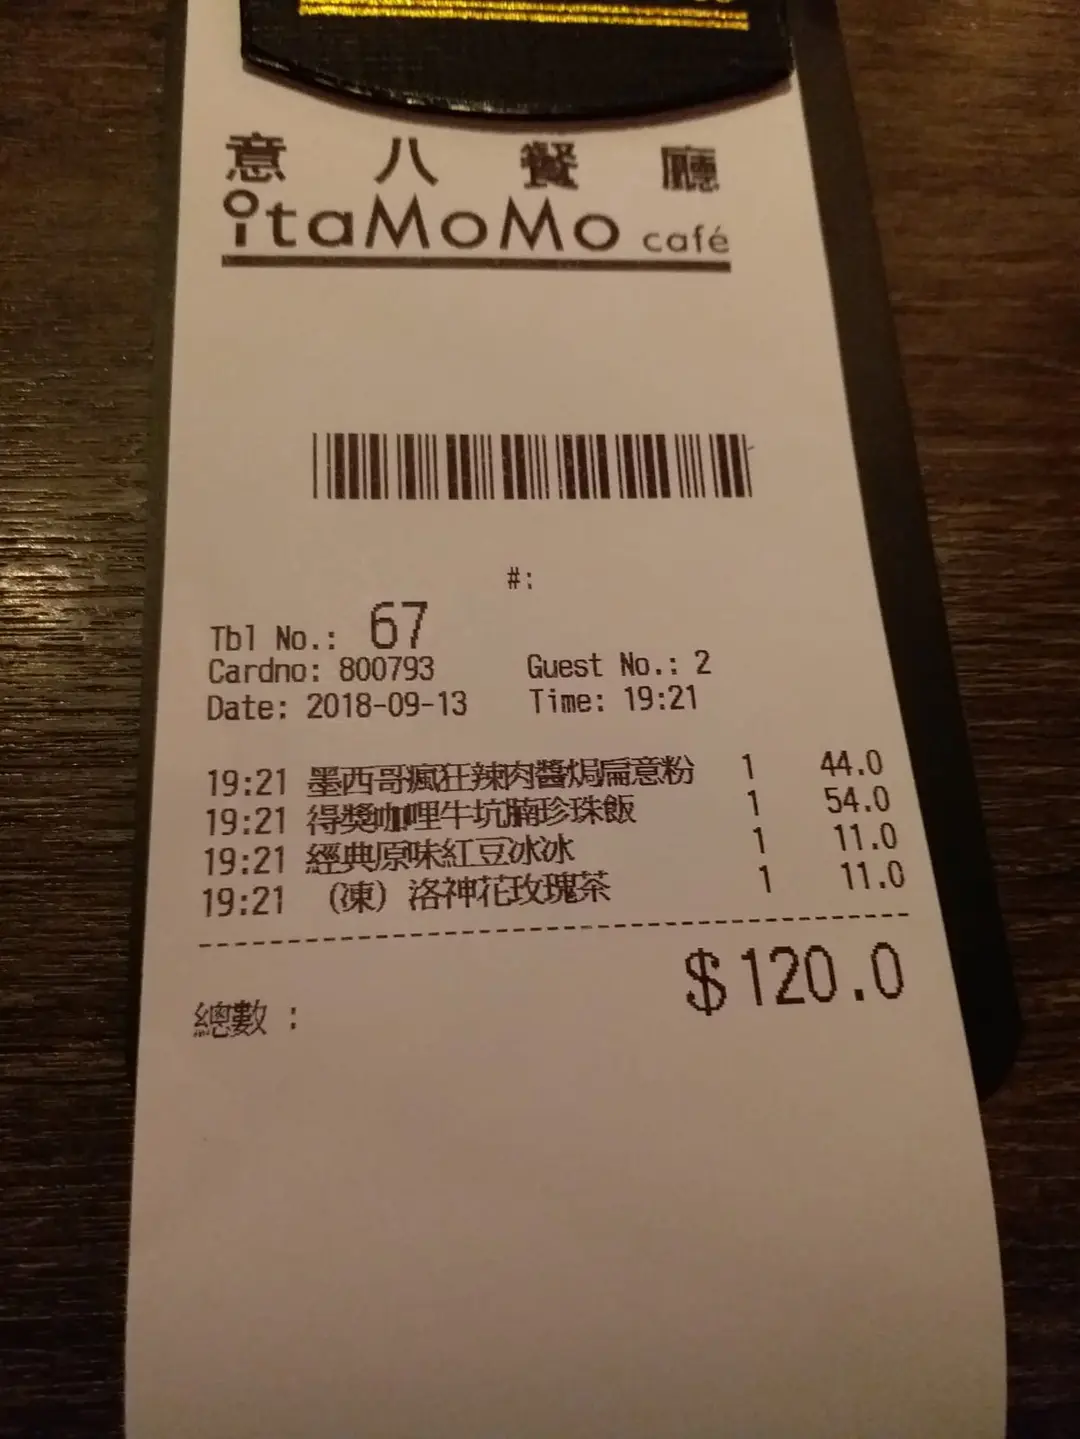 意八餐廳
itaMoMo café
#:
Tbl No.: 67
Cardno: 800793 Guest No.: 2
Date: 2018-09-13 Time: 19:21
19:21 墨西哥瘋狂辣肉醬焗扁意粉 1 44.0
19:21 得獎咖哩牛坑腩珍珠飯 1 54.0
19:21 經典原味紅豆冰冰 1 11.0
19:21 (凍) 洛神花玫瑰茶 1 11.0
$120.0
總數 :